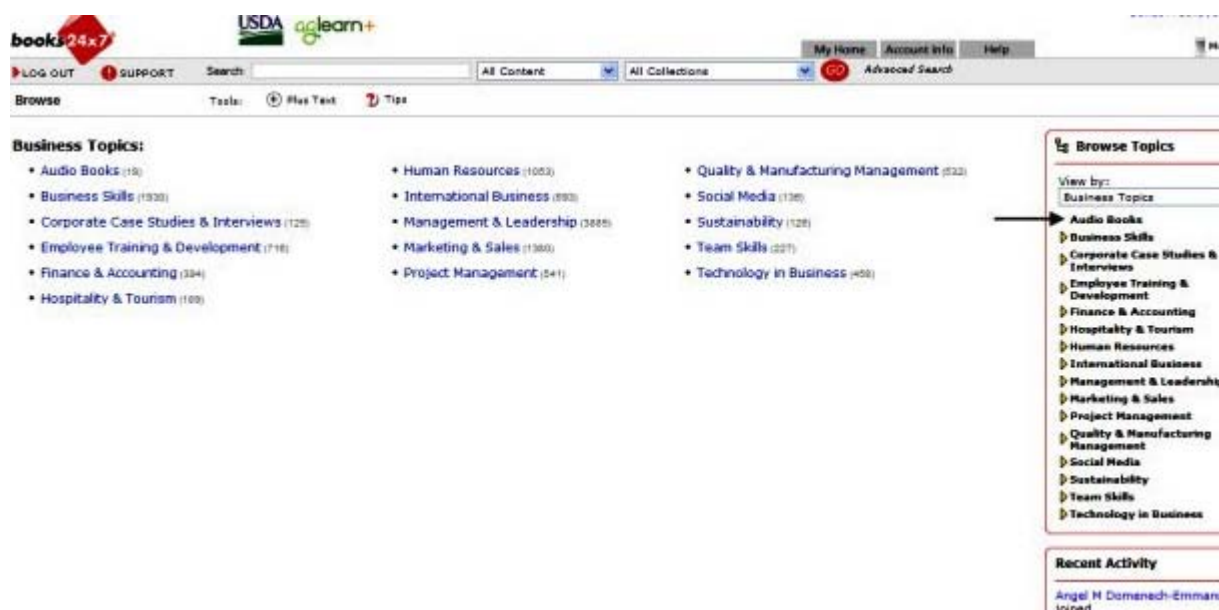 books24x7
USDA aglearn+
My Home Account Info Help
LOG OUT SUPPORT Search: All Content All Collections GO Advanced Search
Browse Tools: Plus Text Tips
Business Topics:
• Audio Books
• Business Skills
• Corporate Case Studies & Interviews
• Employee Training & Development
• Finance & Accounting
• Hospitality & Tourism
• Human Resources
• International Business
• Management & Leadership
• Marketing & Sales
• Project Management (541)
• Quality & Manufacturing Management
• Social Media
• Sustainability
• Team Skills (227)
• Technology in Business
Browse Topics
View by:
Business Topics
Audio Books
Business Skills
Corporate Case Studies &
Interviews
Employee Training &
Development
Finance & Accounting
Hospitality & Tourism
Human Resources
International Business
Management & Leadership
Marketing & Sales
Project Management
Quality & Manufacturing
Management
Social Media
Sustainability
Team Skills
Technology in Business
Recent Activity
Angel M
joined